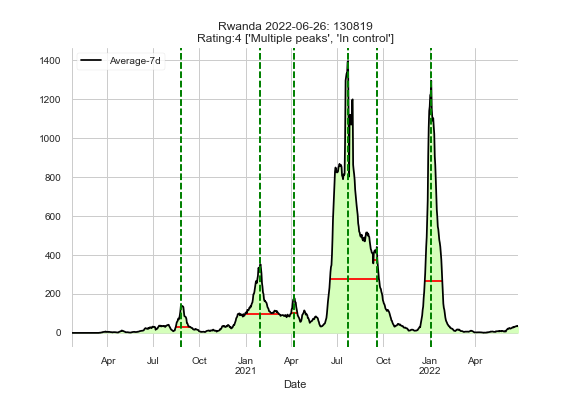 Rwanda 2022-06-26: 130819
Rating:4 ['Multiple peaks', 'In control']
Average-7d
1400
1200
1000
800
600
400
200
0
Apr Jul Oct Jan Apr Jul Oct Jan Apr
2021 2022
Date